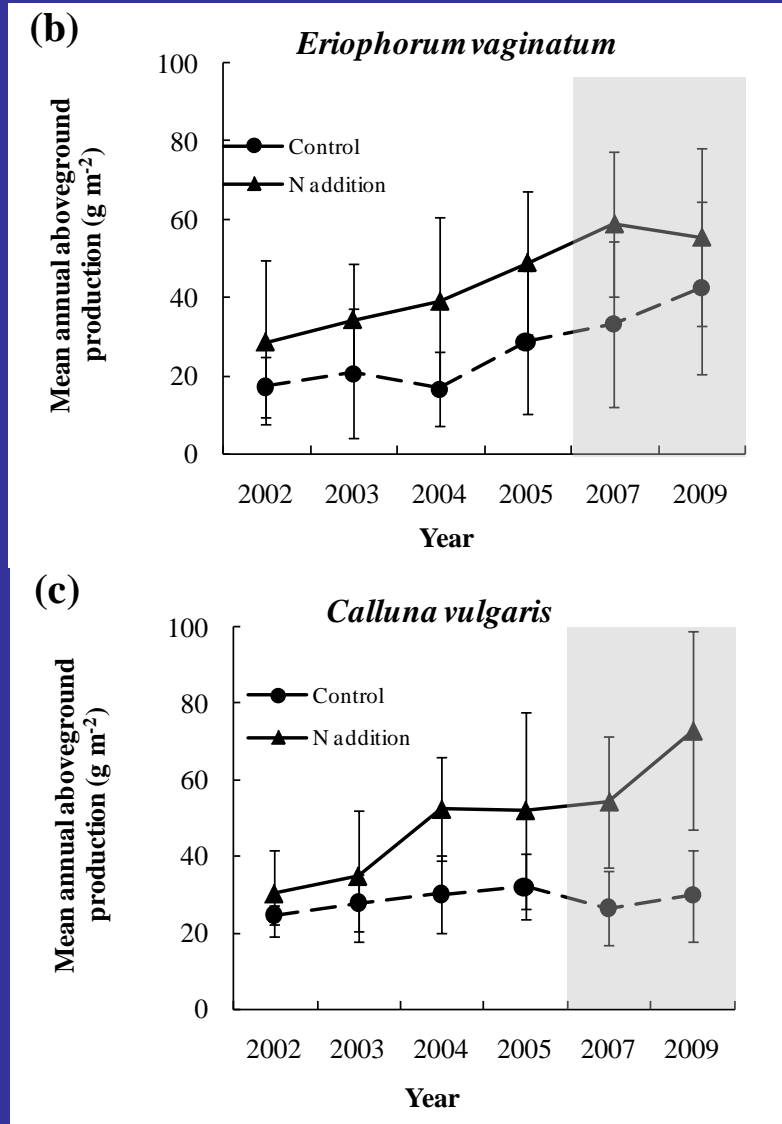 (b)
Eriophorum vaginatum
Mean annual aboveground
production (g m-2)
100
80
60
40
20
0
Control
N addition
2002 2003 2004 2005 2007 2009
Year
(c)
Calluna vulgaris
Mean annual aboveground
production (g m-2)
100
80
60
40
20
0
Control
N addition
2002 2003 2004 2005 2007 2009
Year